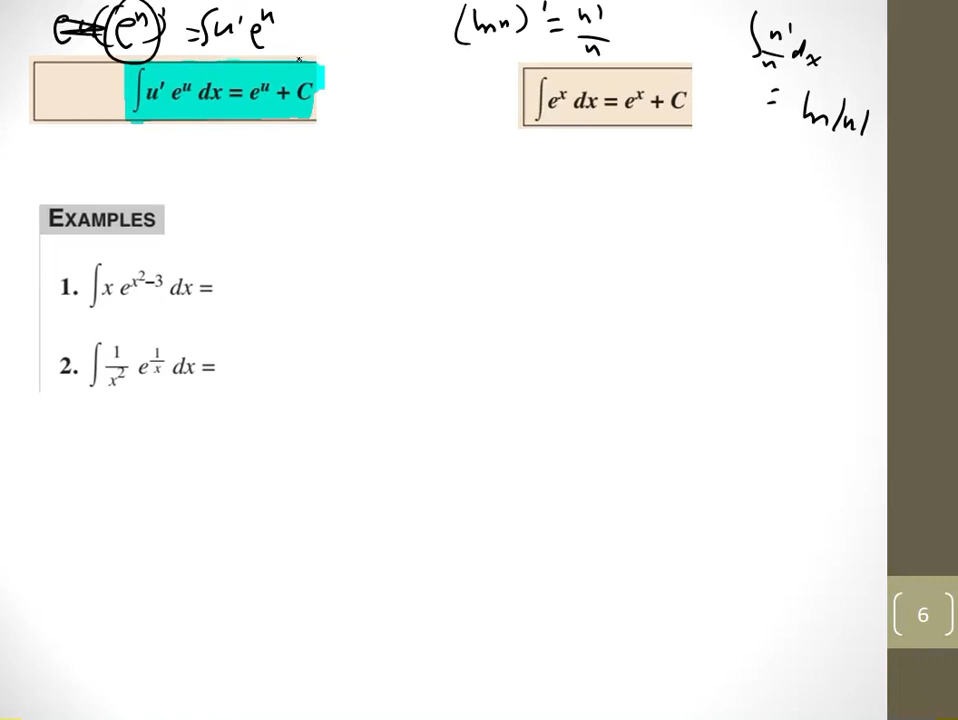 (eᵘ)' = ∫u'eᵘ
(ln u)' = u'/u
∫ u'/u dx
= ln|u|
∫ u' eᵘ dx = eᵘ + C
∫ eˣ dx = eˣ + C
EXAMPLES
1. ∫ x e^{x²–3} dx =
2. ∫ 1/x² e^{1/x} dx =
( 6 )